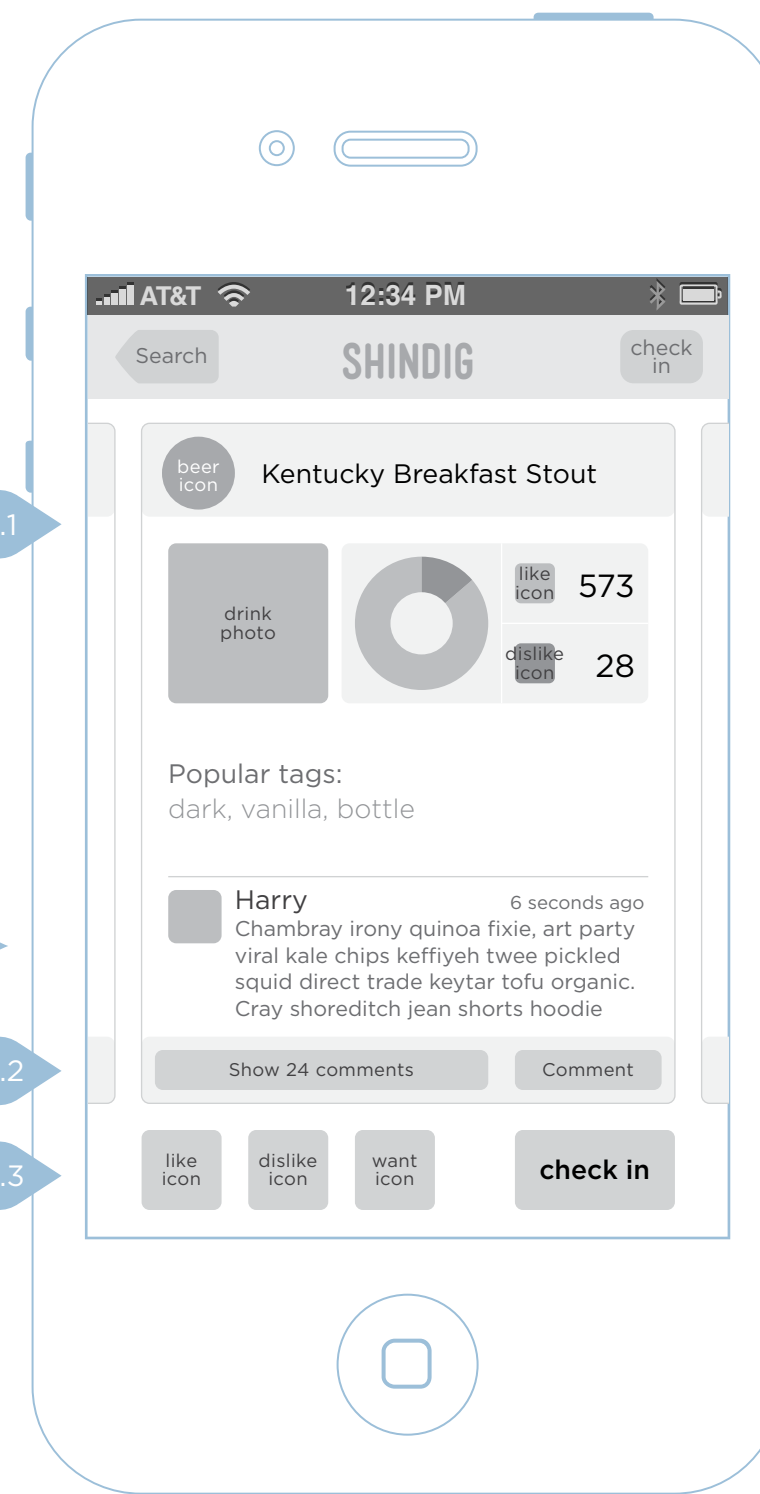 AT&T 12:34 PM
Search
SHINDIG
check
in
beer
icon
Kentucky Breakfast Stout
.1
drink
photo
like
icon
573
dislike
icon
28
Popular tags:
dark, vanilla, bottle
Harry 6 seconds ago
Chambray irony quinoa fixie, art party
viral kale chips keffiyeh twee pickled
squid direct trade keytar tofu organic.
Cray shoreditch jean shorts hoodie
.2
Show 24 comments
Comment
.3
like
icon
dislike
icon
want
icon
check in